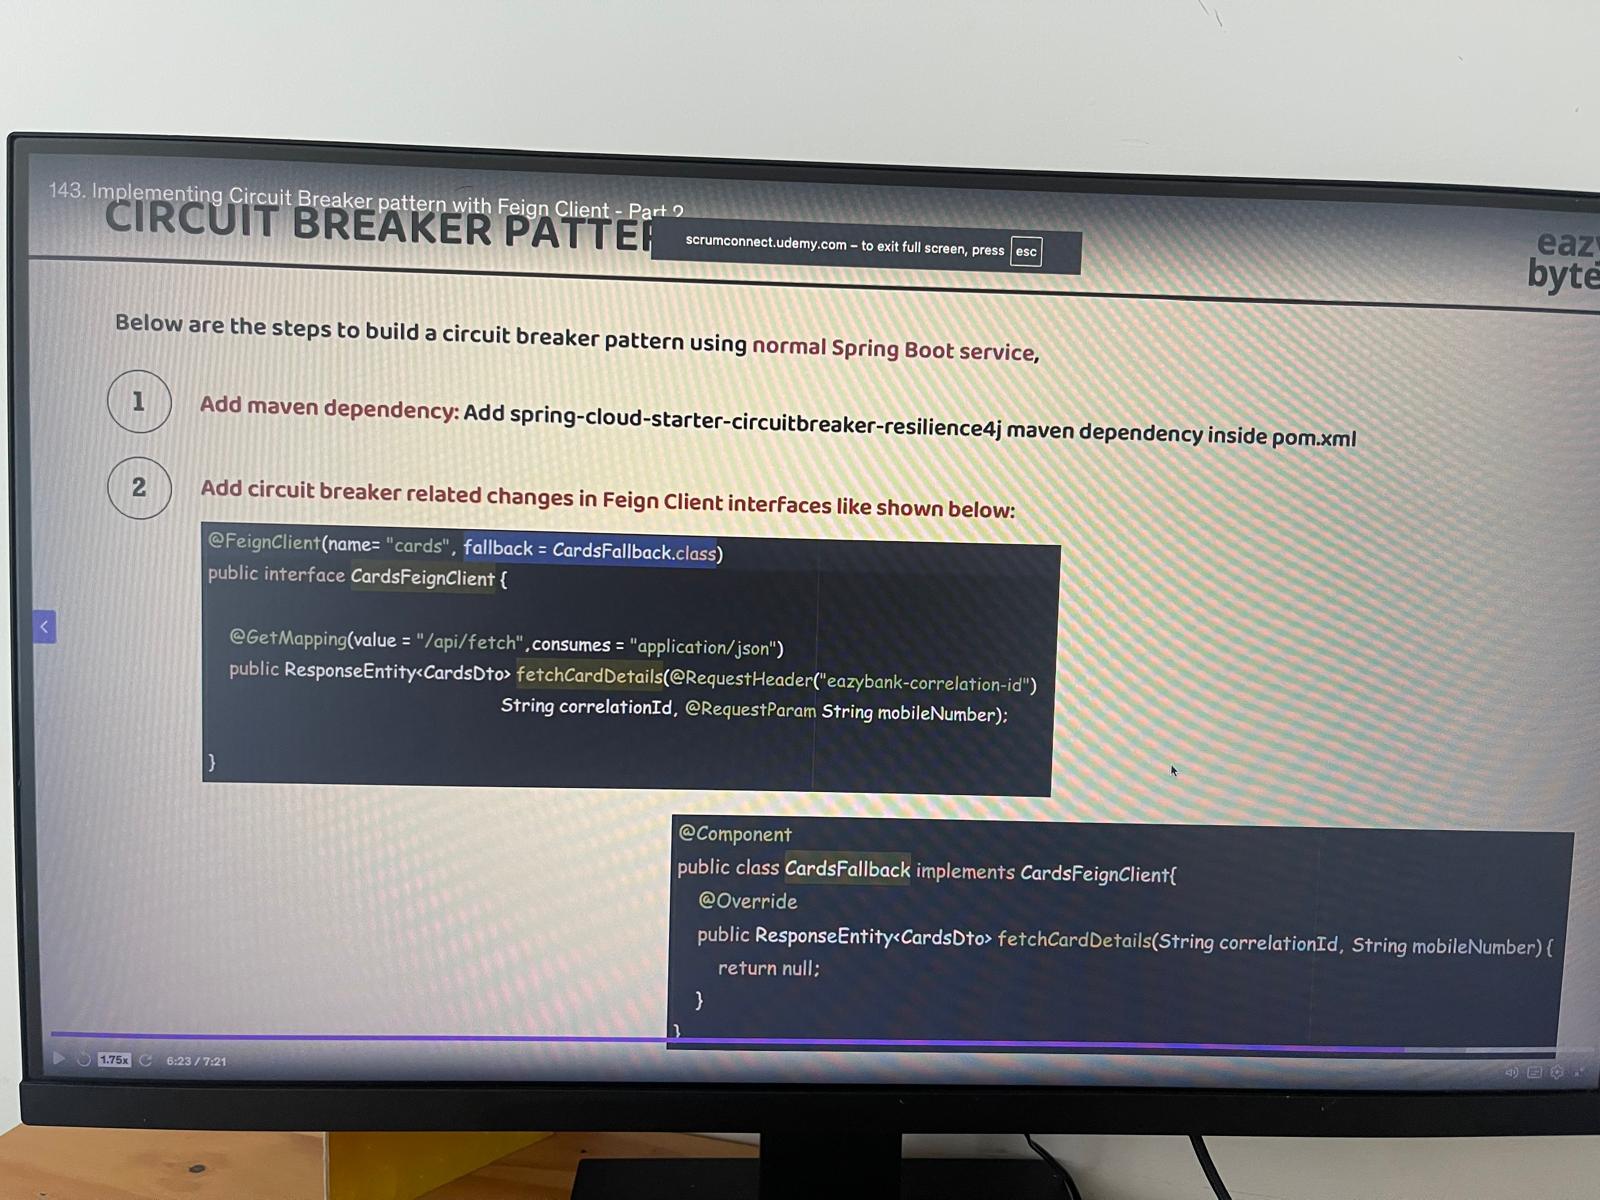 143. Implementing Circuit Breaker pattern with Feign Client - Part 2
CIRCUIT BREAKER PATTER
scrumconnect.udemy.com – to exit full screen, press esc
eazy
byte
Below are the steps to build a circuit breaker pattern using normal Spring Boot service,
1
Add maven dependency: Add spring-cloud-starter-circuitbreaker-resilience4j maven dependency inside pom.xml
2
Add circuit breaker related changes in Feign Client interfaces like shown below:
@FeignClient(name= "cards", fallback = CardsFallback.class)
public interface CardsFeignClient {
@GetMapping(value = "/api/fetch",consumes = "application/json")
public ResponseEntity<CardsDto> fetchCardDetails(@RequestHeader("eazybank-correlation-id")
String correlationId, @RequestParam String mobileNumber);
}
@Component
public class CardsFallback implements CardsFeignClient{
@Override
public ResponseEntity<CardsDto> fetchCardDetails(String correlationId, String mobileNumber) {
return null;
}
}
1.75x 6:23 / 7:21